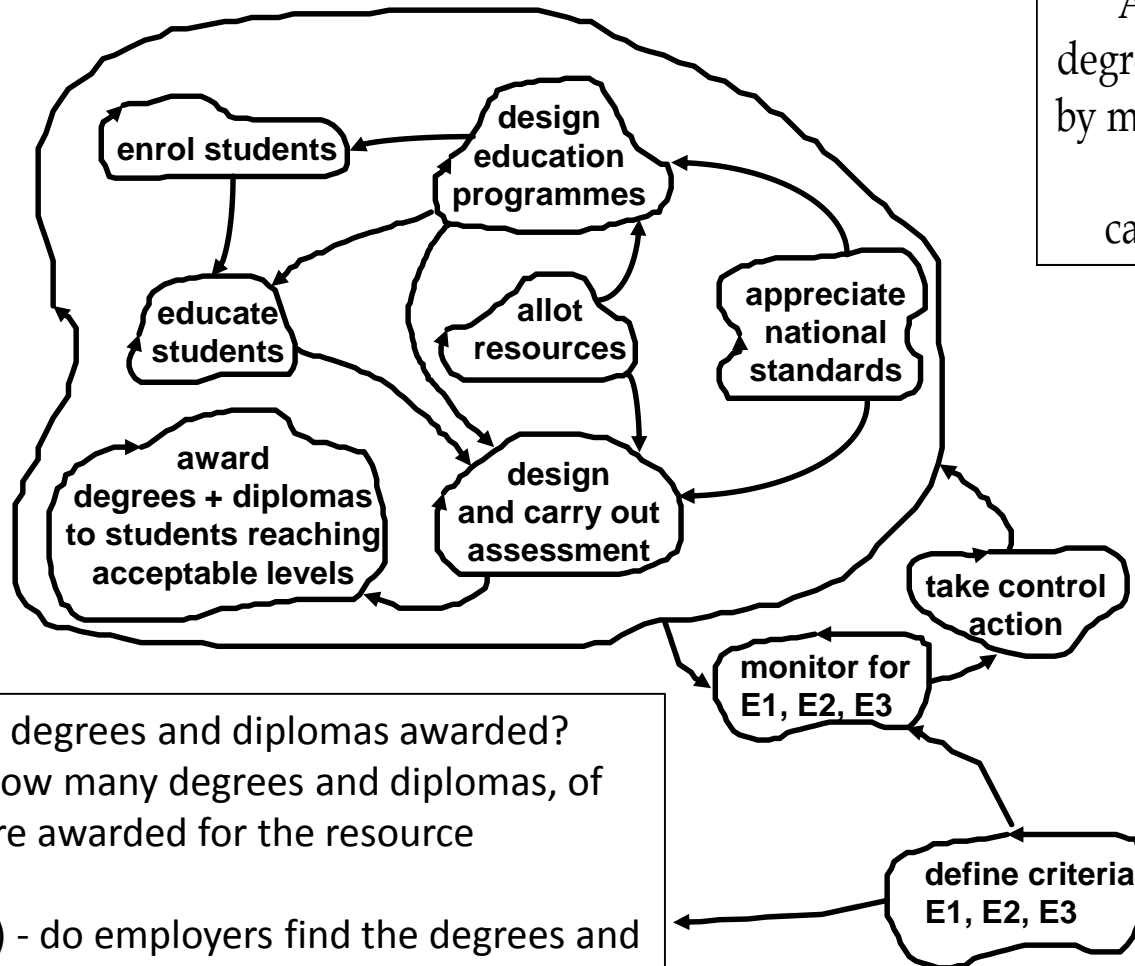 degre
by m
ca
design
education
programmes
enrol students
appreciate
national
standards
allot
resources
educate
students
award
degrees + diplomas
to students reaching
acceptable levels
design
and carry out
assessment
take control
action
monitor for
E1, E2, E3
define criteria
E1, E2, E3
degrees and diplomas awarded?
ow many degrees and diplomas, of
re awarded for the resource
) - do employers find the degrees and